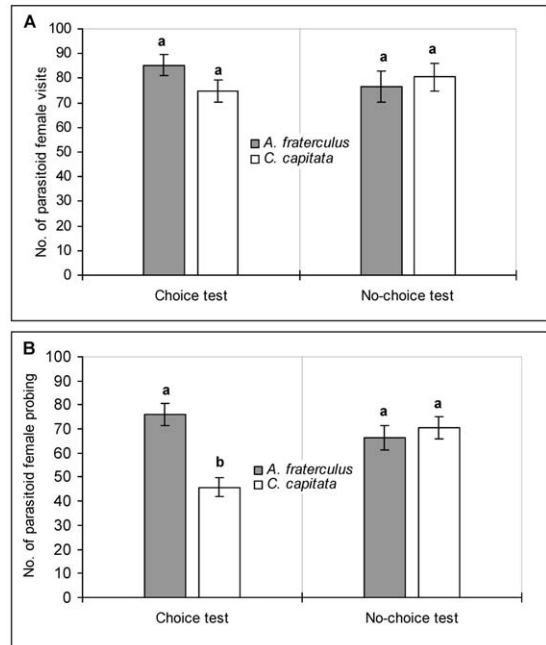 A
No. of parasitoid female visits
100
90
80
70
60
50
40
30
20
10
0
a
a
a
a
A. fraterculus
C. capitata
Choice test
No-choice test
B
No. of parasitoid female probing
100
90
80
70
60
50
40
30
20
10
0
a
b
a
a
A. fraterculus
C. capitata
Choice test
No-choice test